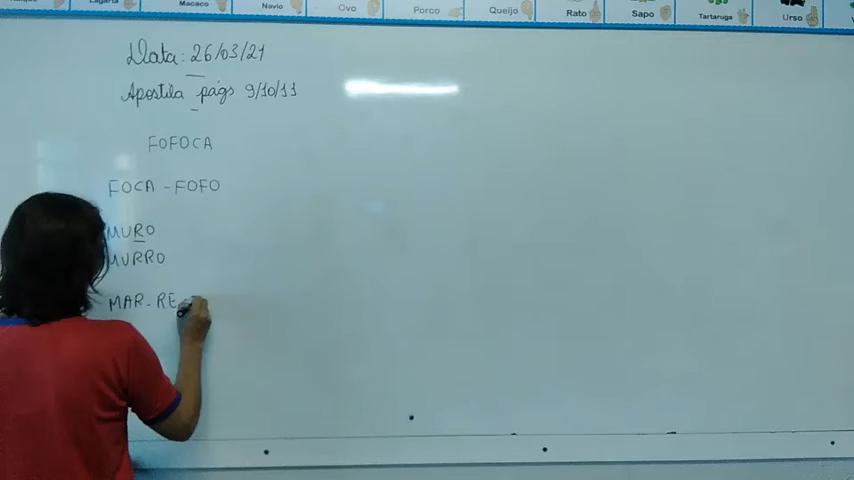 Macaco Navio Ovo Porco Queijo Rato Sapo Tartaruga Urso
Data: 26/03/21
Apostila págs 9/10/11
FOFOCA
FOCA - FOFO
MURO
MURRO
MAR-RE